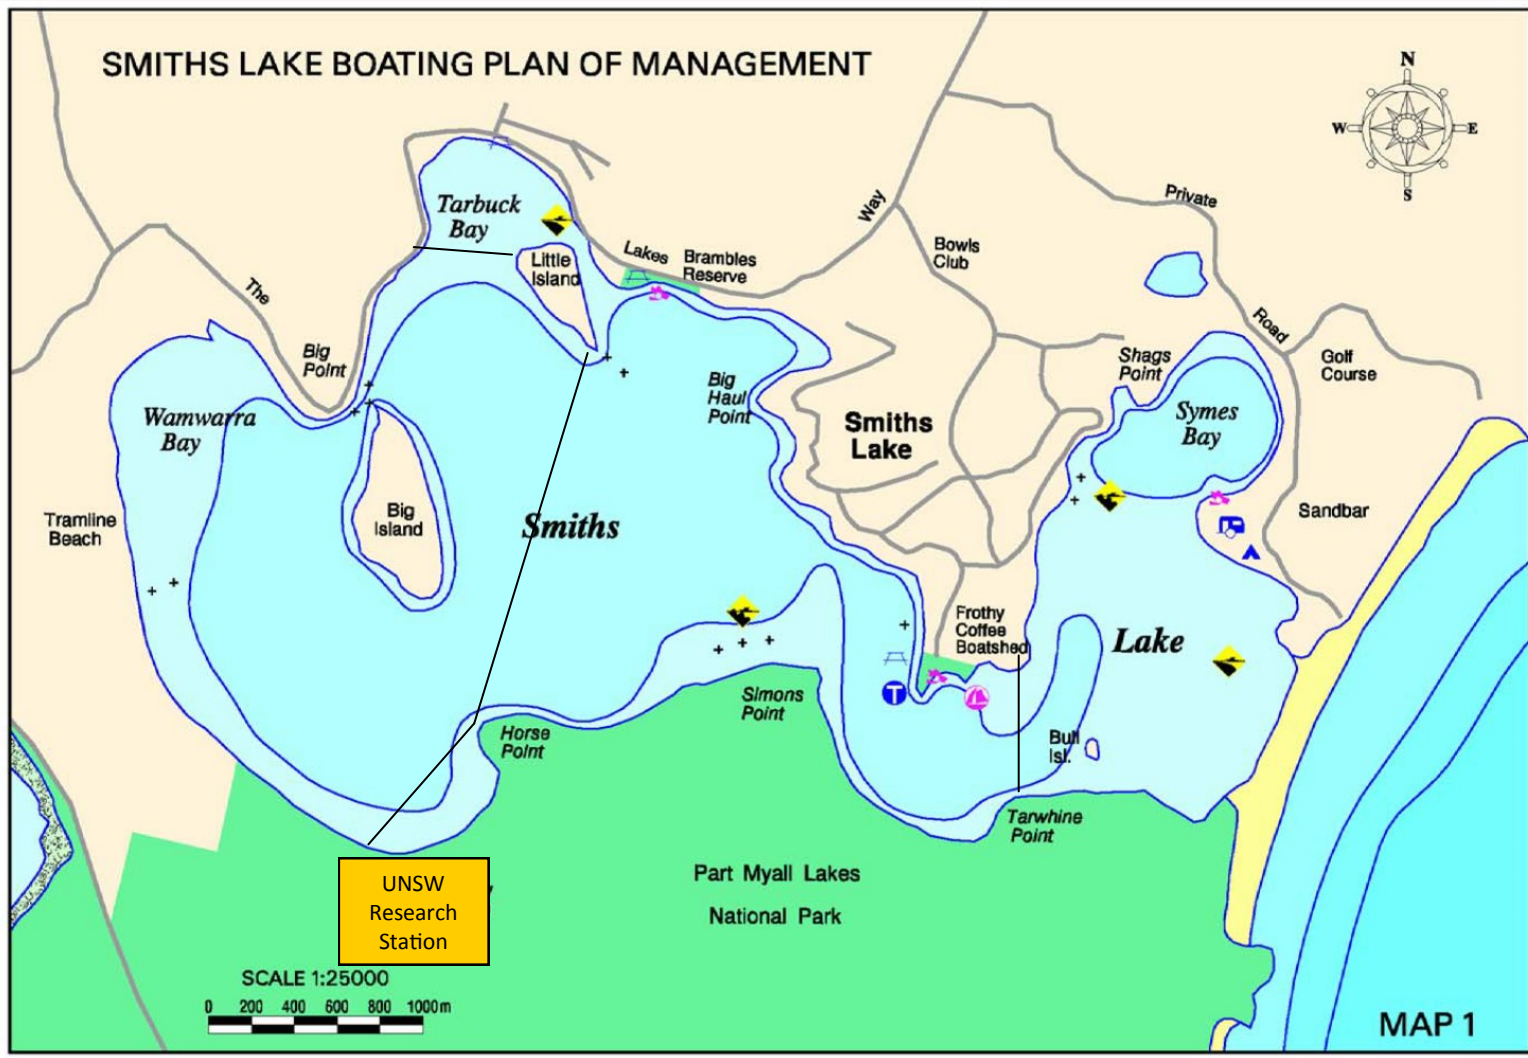 SMITHS LAKE BOATING PLAN OF MANAGEMENT
N
W
E
S
Tarbuck
Bay
Little
Island
Lakes
Way
Brambles
Reserve
Bowls
Club
Private
Road
The
Big
Point
Big
Haul
Point
Shags
Point
Golf
Course
Wamwarra
Bay
Symes
Bay
Smiths
Lake
Tramline
Beach
Big
Island
Smiths
Sandbar
Frothy
Coffee
Boatshed
Lake
T
Simons
Point
Horse
Point
Bull
Isl.
Tarwhine
Point
UNSW
Research
Station
Part Myall Lakes
National Park
SCALE 1:25000
0 200 400 600 800 1000m
MAP 1